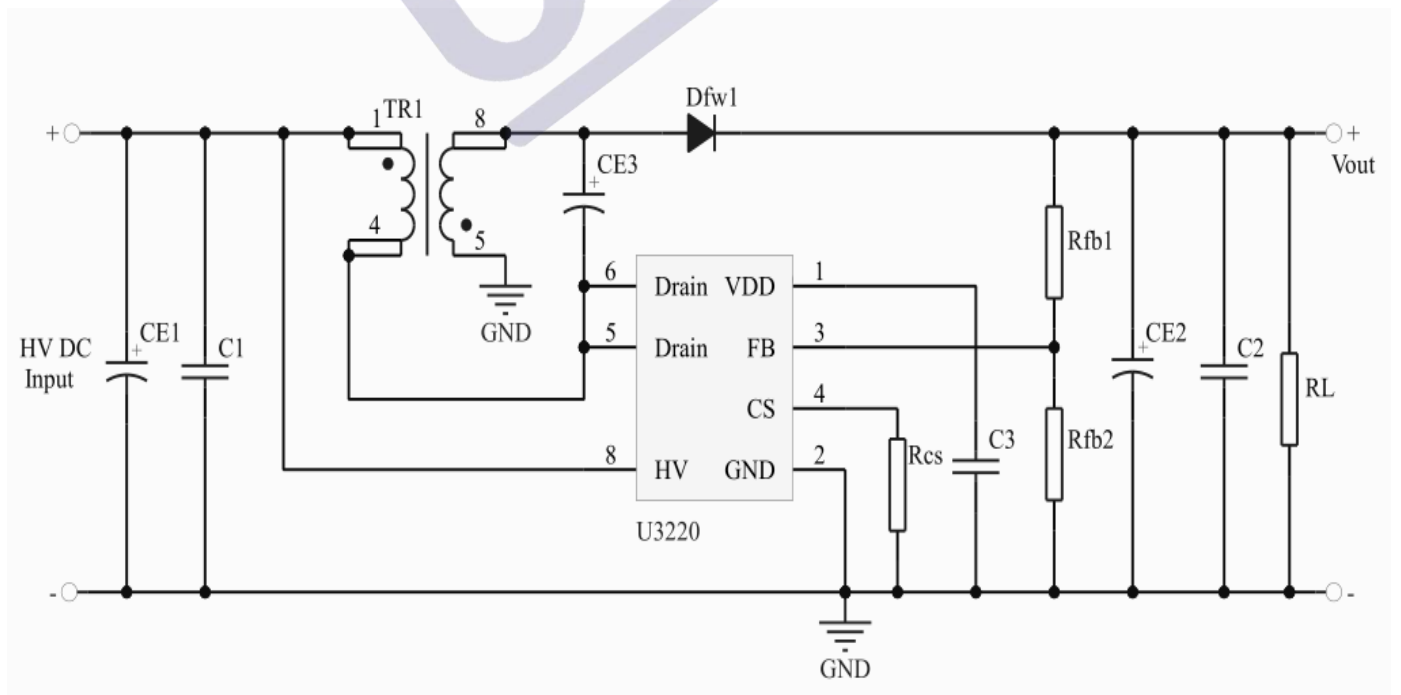 Dfw1
TR1
1
8
+
+
Vout
CE3
+
4
5
GND
6
Drain
VDD
1
Rfb1
5
Drain
FB
3
HV DC
Input
CE1
+
C1
CE2
+
C2
RL
CS
4
Rcs
C3
Rfb2
8
HV
GND
2
U3220
-
-
GND